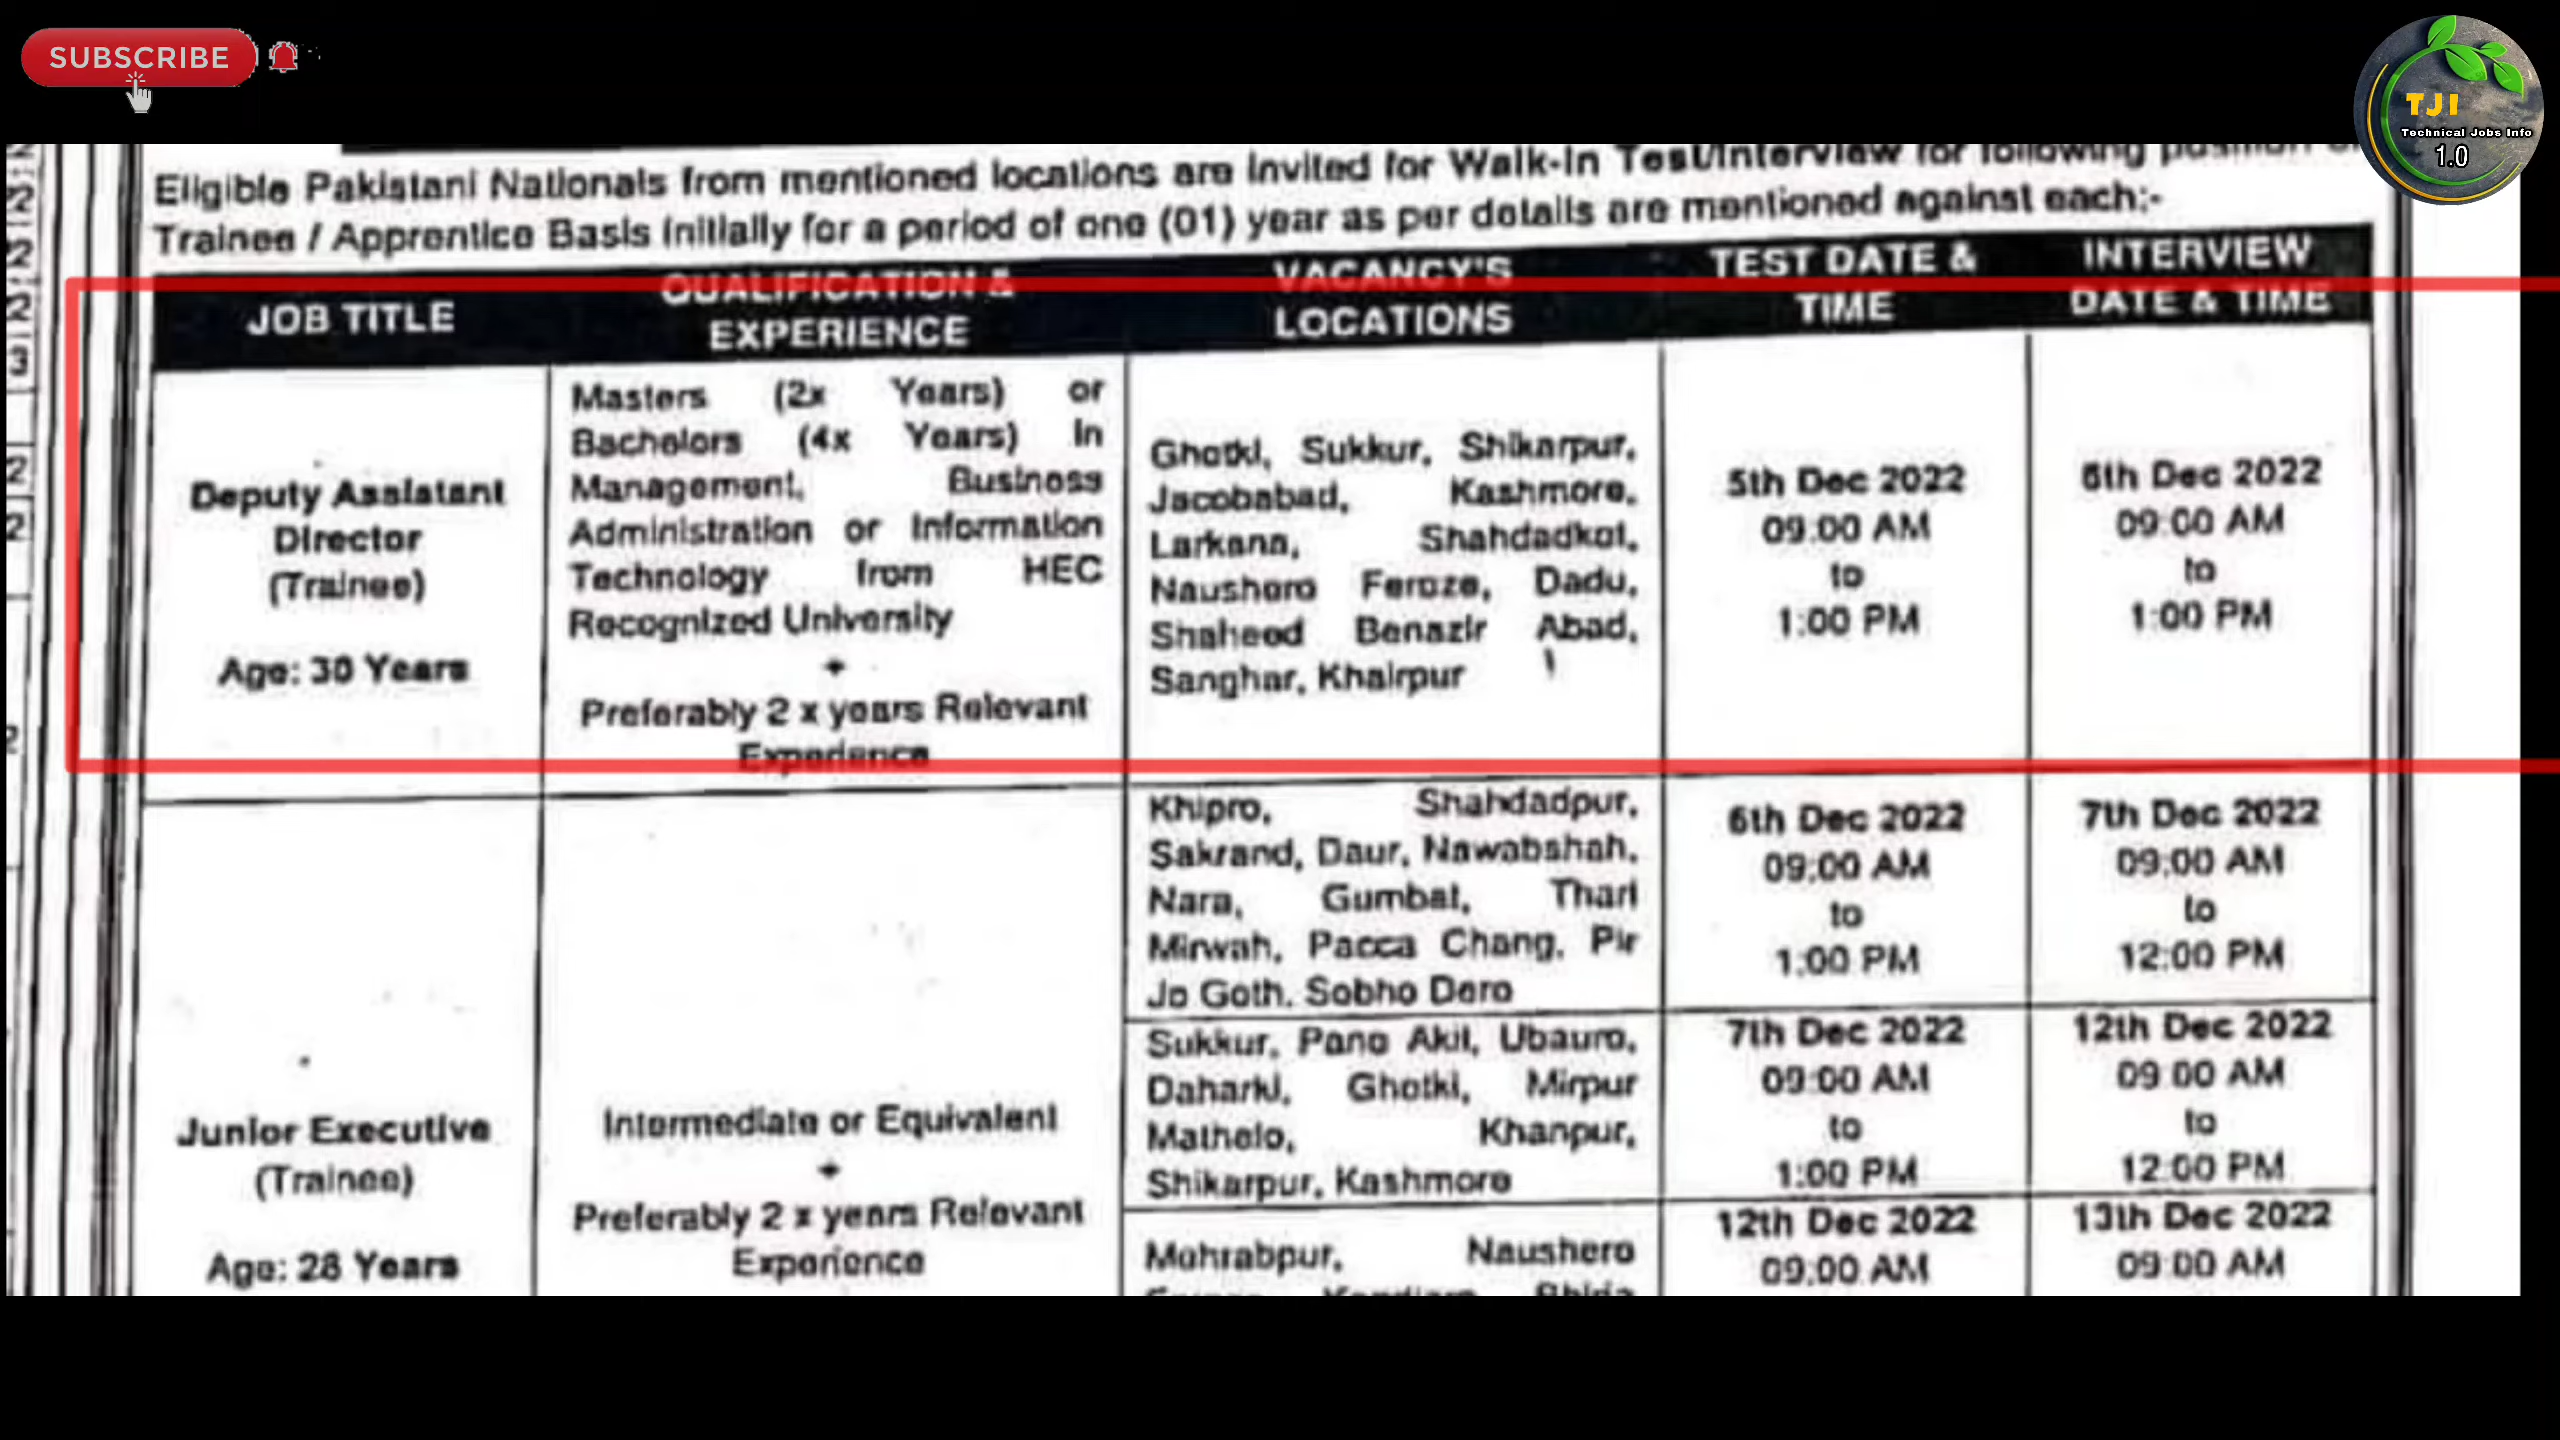 SUBSCRIBE
TJI
Technical Jobs Info
1.0
Eligible Pakistani Nationals from mentioned locations are invited for Walk-in Test/Interview for following position
Trainee / Apprentice Basis initially for a period of one (01) year as per details are mentioned against each:-
JOB TITLE
QUALIFICATION &
EXPERIENCE
VACANCY'S
LOCATIONS
TEST DATE &
TIME
INTERVIEW
DATE & TIME
Deputy Assistant
Director
(Trainee)
Age: 30 Years
Masters (2x Years) or
Bachelors (4x Years) in
Management, Business
Administration or Information
Technology from HEC
Recognized University
+
Preferably 2 x years Relevant
Experience
Ghotki, Sukkur, Shikarpur,
Jacobabad, Kashmore,
Larkana, Shahdadkot,
Naushero Feroze, Dadu,
Shaheed Benazir Abad,
Sanghar, Khairpur
5th Dec 2022
09:00 AM
to
1:00 PM
6th Dec 2022
09:00 AM
to
1:00 PM
Junior Executive
(Trainee)
Age: 28 Years
Intermediate or Equivalent
+
Preferably 2 x years Relevant
Experience
Khipro, Shahdadpur,
Sakrand, Daur, Nawabshah,
Nara, Gumbat, Thari
Mirwah, Pacca Chang, Pir
Jo Goth, Sobho Dero
6th Dec 2022
09:00 AM
to
1:00 PM
7th Dec 2022
09:00 AM
to
12:00 PM
Sukkur, Pano Akil, Ubauro,
Daharki, Ghotki, Mirpur
Mathelo, Khanpur,
Shikarpur, Kashmore
7th Dec 2022
09:00 AM
to
1:00 PM
12th Dec 2022
09:00 AM
to
12:00 PM
Mehrabpur, Naushero
12th Dec 2022
09:00 AM
13th Dec 2022
09:00 AM